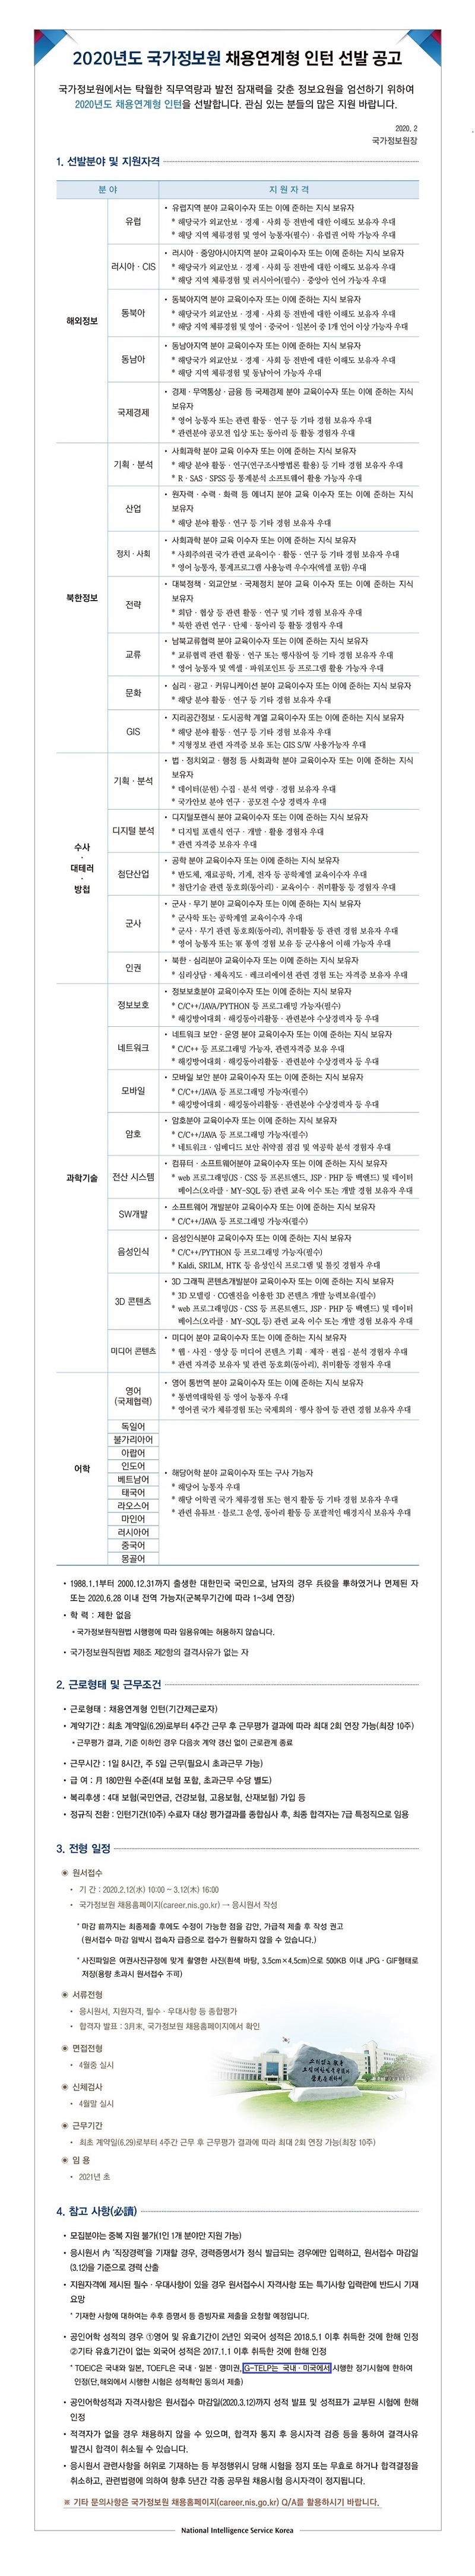 2020년도 국가정보원 채용연계형 인턴 선발 공고
국가정보원에서는 탁월한 직무역량과 발전 잠재력을 갖춘 정보요원을 엄선하기 위하여
2020년도 채용연계형 인턴을 선발합니다. 관심 있는 분들의 많은 지원 바랍니다.
2020. 2
국가정보원장
1. 선발분야 및 지원자격
분 야
지 원 자 격
해외정보
유럽
• 유럽지역 분야 교육이수자 또는 이에 준하는 지식 보유자
* 해당국가 외교안보 · 경제 · 사회 등 전반에 대한 이해도 보유자 우대
* 해당 지역 체류경험 및 영어 능통자(필수) · 유럽권 어학 가능자 우대
러시아 · CIS
• 러시아 · 중앙아시아지역 분야 교육이수자 또는 이에 준하는 지식 보유자
* 해당국가 외교안보 · 경제 · 사회 등 전반에 대한 이해도 보유자 우대
* 해당 지역 체류경험 및 러시아어(필수) · 중앙아 언어 가능자 우대
동북아
• 동북아지역 분야 교육이수자 또는 이에 준하는 지식 보유자
* 해당국가 외교안보 · 경제 · 사회 등 전반에 대한 이해도 보유자 우대
* 해당 지역 체류경험 및 영어 · 중국어 · 일본어 중 1개 언어 이상 가능자 우대
동남아
• 동남아지역 분야 교육이수자 또는 이에 준하는 지식 보유자
* 해당국가 외교안보 · 경제 · 사회 등 전반에 대한 이해도 보유자 우대
* 해당 지역 체류경험 및 동남아어 가능자 우대
국제경제
• 경제 · 무역통상 · 금융 등 국제경제 분야 교육이수자 또는 이에 준하는 지식
보유자
* 영어 능통자 또는 관련 활동 · 연구 등 기타 경험 보유자 우대
* 관련분야 공모전 입상 또는 동아리 등 활동 경험자 우대
북한정보
기획 · 분석
• 사회과학 분야 교육 이수자 또는 이에 준하는 지식 보유자
* 해당 분야 활동 · 연구(연구조사방법론 활용) 등 기타 경험 보유자 우대
* R · SAS · SPSS 등 통계분석 소프트웨어 활용 가능자 우대
산업
• 원자력 · 수력 · 화력 등 에너지 분야 교육 이수자 또는 이에 준하는 지식
보유자
* 해당 분야 활동 · 연구 등 기타 경험 보유자 우대
정치 · 사회
• 사회과학 분야 교육 이수자 또는 이에 준하는 지식 보유자
* 사회주의권 국가 관련 교육이수 · 활동 · 연구 등 기타 경험 보유자 우대
* 영어 능통자, 통계프로그램 사용능력 우수자(엑셀 포함) 우대
전략
• 대북정책 · 외교안보 · 국제정치 분야 교육 이수자 또는 이에 준하는 지식
보유자
* 회담 · 협상 등 관련 활동 · 연구 및 기타 경험 보유자 우대
* 북한 관련 연구 · 단체 · 동아리 등 활동 경험자 우대
교류
• 남북교류협력 분야 교육이수자 또는 이에 준하는 지식 보유자
* 교류협력 관련 활동 · 연구 또는 행사참여 등 기타 경험 보유자 우대
* 영어 능통자 및 엑셀 · 파워포인트 등 프로그램 활용 가능자 우대
문화
• 심리 · 광고 · 커뮤니케이션 분야 교육이수자 또는 이에 준하는 지식 보유자
* 해당 분야 활동 · 연구 등 기타 경험 보유자 우대
GIS
• 지리공간정보 · 도시공학 계열 교육이수자 또는 이에 준하는 지식 보유자
* 해당 분야 활동 · 연구 등 기타 경험 보유자 우대
* 지형정보 관련 자격증 보유 또는 GIS S/W 사용가능자 우대
수사
·
대테러
·
방첩
기획 · 분석
• 법 · 정치외교 · 행정 등 사회과학 분야 교육이수자 또는 이에 준하는 지식
보유자
* 데이터(문헌) 수집 · 분석 역량 · 경험 보유자 우대
* 국가안보 분야 연구 · 공모전 수상 경력자 우대
디지털 분석
• 디지털포렌식 분야 교육이수자 또는 이에 준하는 지식 보유자
* 디지털 포렌식 연구 · 개발 · 활용 경험자 우대
* 관련 자격증 보유자 우대
첨단산업
• 공학 분야 교육이수자 또는 이에 준하는 지식 보유자
* 반도체, 재료공학, 기계, 전자 등 공학계열 교육이수자 우대
* 첨단기술 관련 동호회(동아리) · 교육이수 · 취미활동 등 경험자 우대
군사
• 군사 · 무기 분야 교육이수자 또는 이에 준하는 지식 보유자
* 군사학 또는 공학계열 교육이수자 우대
* 군사 · 무기 관련 동호회(동아리), 취미활동 등 관련 경험 보유자 우대
* 영어 능통자 또는 軍 통역 경험 보유 등 군사용어 이해 가능자 우대
인권
• 북한 · 심리분야 교육이수자 또는 이에 준하는 지식 보유자
* 심리상담 · 체육지도 · 레크리에이션 관련 경험 또는 자격증 보유자 우대
과학기술
정보보호
• 정보보호분야 교육이수자 또는 이에 준하는 지식 보유자
* C/C++/JAVA/PYTHON 등 프로그래밍 가능자(필수)
* 해킹방어대회 · 해킹동아리활동 · 관련분야 수상경력자 등 우대
네트워크
• 네트워크 보안 · 운영 분야 교육이수자 또는 이에 준하는 지식 보유자
* C/C++ 등 프로그래밍 가능자, 관련자격증 보유 우대
* 해킹방어대회 · 해킹동아리활동 · 관련분야 수상경력자 등 우대
모바일
• 모바일 보안 분야 교육이수자 또는 이에 준하는 지식 보유자
* C/C++/JAVA 등 프로그래밍 가능자(필수)
* 해킹방어대회 · 해킹동아리활동 · 관련분야 수상경력자 등 우대
암호
• 암호분야 교육이수자 또는 이에 준하는 지식 보유자
* C/C++/JAVA 등 프로그래밍 가능자(필수)
* 네트워크 · 임베디드 보안 취약점 점검 및 역공학 분석 경험자 우대
전산 시스템
• 컴퓨터 · 소프트웨어분야 교육이수자 또는 이에 준하는 지식 보유자
* web 프로그래밍(JS · CSS 등 프론트엔드, JSP · PHP 등 백엔드) 및 데이터
베이스(오라클 · MY-SQL 등) 관련 교육 이수 또는 개발 경험 보유자 우대
SW개발
• 소프트웨어 개발분야 교육이수자 또는 이에 준하는 지식 보유자
* C/C++/JAVA 등 프로그래밍 가능자(필수)
음성인식
• 음성인식분야 교육이수자 또는 이에 준하는 지식 보유자
* C/C++/PYTHON 등 프로그래밍 가능자(필수)
* Kaldi, SRILM, HTK 등 음성인식 프로그램 및 툴킷 경험자 우대
3D 콘텐츠
• 3D 그래픽 콘텐츠개발분야 교육이수자 또는 이에 준하는 지식 보유자
* 3D 모델링 · CG엔진을 이용한 3D 콘텐츠 개발 능력보유(필수)
* web 프로그래밍(JS · CSS 등 프론트엔드, JSP · PHP 등 백엔드) 및 데이터
베이스(오라클 · MY-SQL 등) 관련 교육 이수 또는 개발 경험 보유자 우대
미디어 콘텐츠
• 미디어 분야 교육이수자 또는 이에 준하는 지식 보유자
* 웹 · 사진 · 영상 등 미디어 콘텐츠 기획 · 제작 · 편집 · 분석 경험자 우대
* 관련 자격증 보유자 및 관련 동호회(동아리), 취미활동 경험자 우대
어학
영어
(국제협력)
• 영어 통번역 분야 교육이수자 또는 이에 준하는 지식 보유자
* 통번역대학원 등 영어 능통자 우대
* 영어권 국가 체류경험 또는 국제회의 · 행사 참여 등 관련 경험 보유자 우대
독일어
불가리아어
아랍어
인도어
베트남어
태국어
라오스어
마인어
러시아어
중국어
몽골어
• 해당어학 분야 교육이수자 또는 구사 가능자
* 해당어 능통자 우대
* 해당 어학권 국가 체류경험 또는 현지 활동 등 기타 경험 보유자 우대
* 관련 유튜브 · 블로그 운영, 동아리 활동 등 포괄적인 배경지식 보유자 우대
• 1988.1.1부터 2000.12.31까지 출생한 대한민국 국민으로, 남자의 경우 兵役을 畢하였거나 면제된 자
또는 2020.6.28 이내 전역 가능자(군복무기간에 따라 1~3세 연장)
• 학 력 : 제한 없음
* 국가정보원직원법 시행령에 따라 임용유예는 허용하지 않습니다.
• 국가정보원직원법 제8조 제2항의 결격사유가 없는 자
2. 근로형태 및 근무조건
• 근로형태 : 채용연계형 인턴(기간제근로자)
• 계약기간 : 최초 계약일(6.29)로부터 4주간 근무 후 근무평가 결과에 따라 최대 2회 연장 가능(최장 10주)
* 근무평가 결과, 기준 이하인 경우 다음次 계약 갱신 없이 근로관계 종료
• 근무시간 : 1일 8시간, 주 5일 근무(필요시 초과근무 가능)
• 급 여 : 月 180만원 수준(4대 보험 포함, 초과근무 수당 별도)
• 복리후생 : 4대 보험(국민연금, 건강보험, 고용보험, 산재보험) 가입 등
• 정규직 전환 : 인턴기간(10주) 수료자 대상 평가결과를 종합심사 후, 최종 합격자는 7급 특정직으로 임용
3. 전형 일정
◉ 원서접수
• 기 간 : 2020.2.12(水) 10:00 ~ 3.12(木) 16:00
• 국가정보원 채용홈페이지(career.nis.go.kr) → 응시원서 작성
* 마감 前까지는 최종제출 후에도 수정이 가능한 점을 감안, 가급적 제출 후 작성 권고
(원서접수 마감 임박시 접속자 급증으로 접수가 원활하지 않을 수 있습니다.)
* 사진파일은 여권사진규정에 맞게 촬영한 사진(흰색 바탕, 3.5cm×4.5cm)으로 500KB 이내 JPG · GIF형태로
저장(용량 초과시 원서접수 不可)
◉ 서류전형
• 응시원서, 지원자격, 필수 · 우대사항 등 종합평가
• 합격자 발표 : 3月末, 국가정보원 채용홈페이지에서 확인
◉ 면접전형
• 4월중 실시
◉ 신체검사
• 4월말 실시
◉ 근무기간
• 최초 계약일(6.29)로부터 4주간 근무 후 근무평가 결과에 따라 최대 2회 연장 가능(최장 10주)
◉ 임 용
• 2021년 초
4. 참고 사항(必讀)
• 모집분야는 중복 지원 불가(1인 1개 분야만 지원 가능)
• 응시원서 內 '직장경력'을 기재할 경우, 경력증명서가 정식 발급되는 경우에만 입력하고, 원서접수 마감일
(3.12)을 기준으로 경력 산출
• 지원자격에 제시된 필수 · 우대사항이 있을 경우 원서접수시 자격사항 또는 특기사항 입력란에 반드시 기재
요망
* 기재한 사항에 대하여는 추후 증명서 등 증빙자료 제출을 요청할 예정입니다.
• 공인어학 성적의 경우 ①영어 및 유효기간이 2년인 외국어 성적은 2018.5.1 이후 취득한 것에 한해 인정
②기타 유효기간이 없는 외국어 성적은 2017.1.1 이후 취득한 것에 한해 인정
* TOEIC은 국내와 일본, TOEFL은 국내 · 일본 · 영미권, G-TELP는 국내 · 미국에서 시행한 정기시험에 한하여
인정(단,해외에서 시행한 시험은 성적확인 동의서 제출)
• 공인어학성적과 자격사항은 원서접수 마감일(2020.3.12)까지 성적 발표 및 성적표가 교부된 시험에 한해
인정
• 적격자가 없을 경우 채용하지 않을 수 있으며, 합격자 통지 후 응시자격 검증 등을 통하여 결격사유
발견시 합격이 취소될 수 있습니다.
• 응시원서 관련사항을 허위로 기재하는 등 부정행위시 당해 시험을 정지 또는 무효로 하거나 합격결정을
취소하고, 관련법령에 의하여 향후 5년간 각종 공무원 채용시험 응시자격이 정지됩니다.
※ 기타 문의사항은 국가정보원 채용홈페이지(career.nis.go.kr) Q/A를 활용하시기 바랍니다.
National Intelligence Service Korea